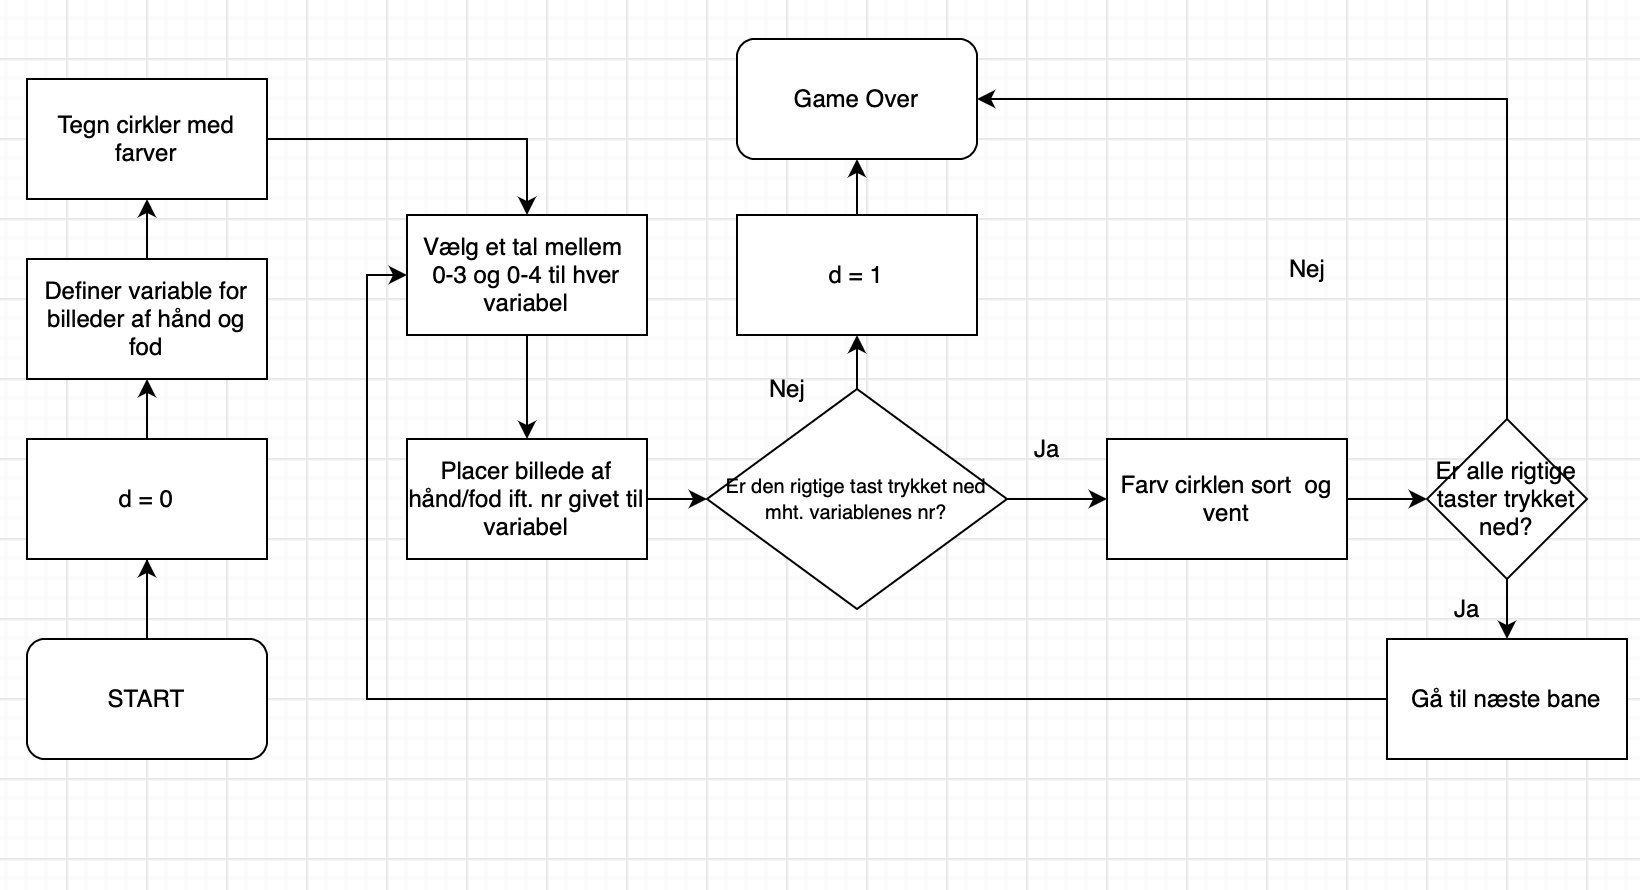 START
d = 0
Definer variable for
billeder af hånd og
fod
Tegn cirkler med
farver
Vælg et tal mellem
0-3 og 0-4 til hver
variabel
Placer billede af
hånd/fod ift. nr givet til
variabel
Er den rigtige tast trykket ned
mht. variablenes nr?
Nej
d = 1
Game Over
Ja
Farv cirklen sort og
vent
Er alle rigtige
taster trykket
ned?
Nej
Ja
Gå til næste bane